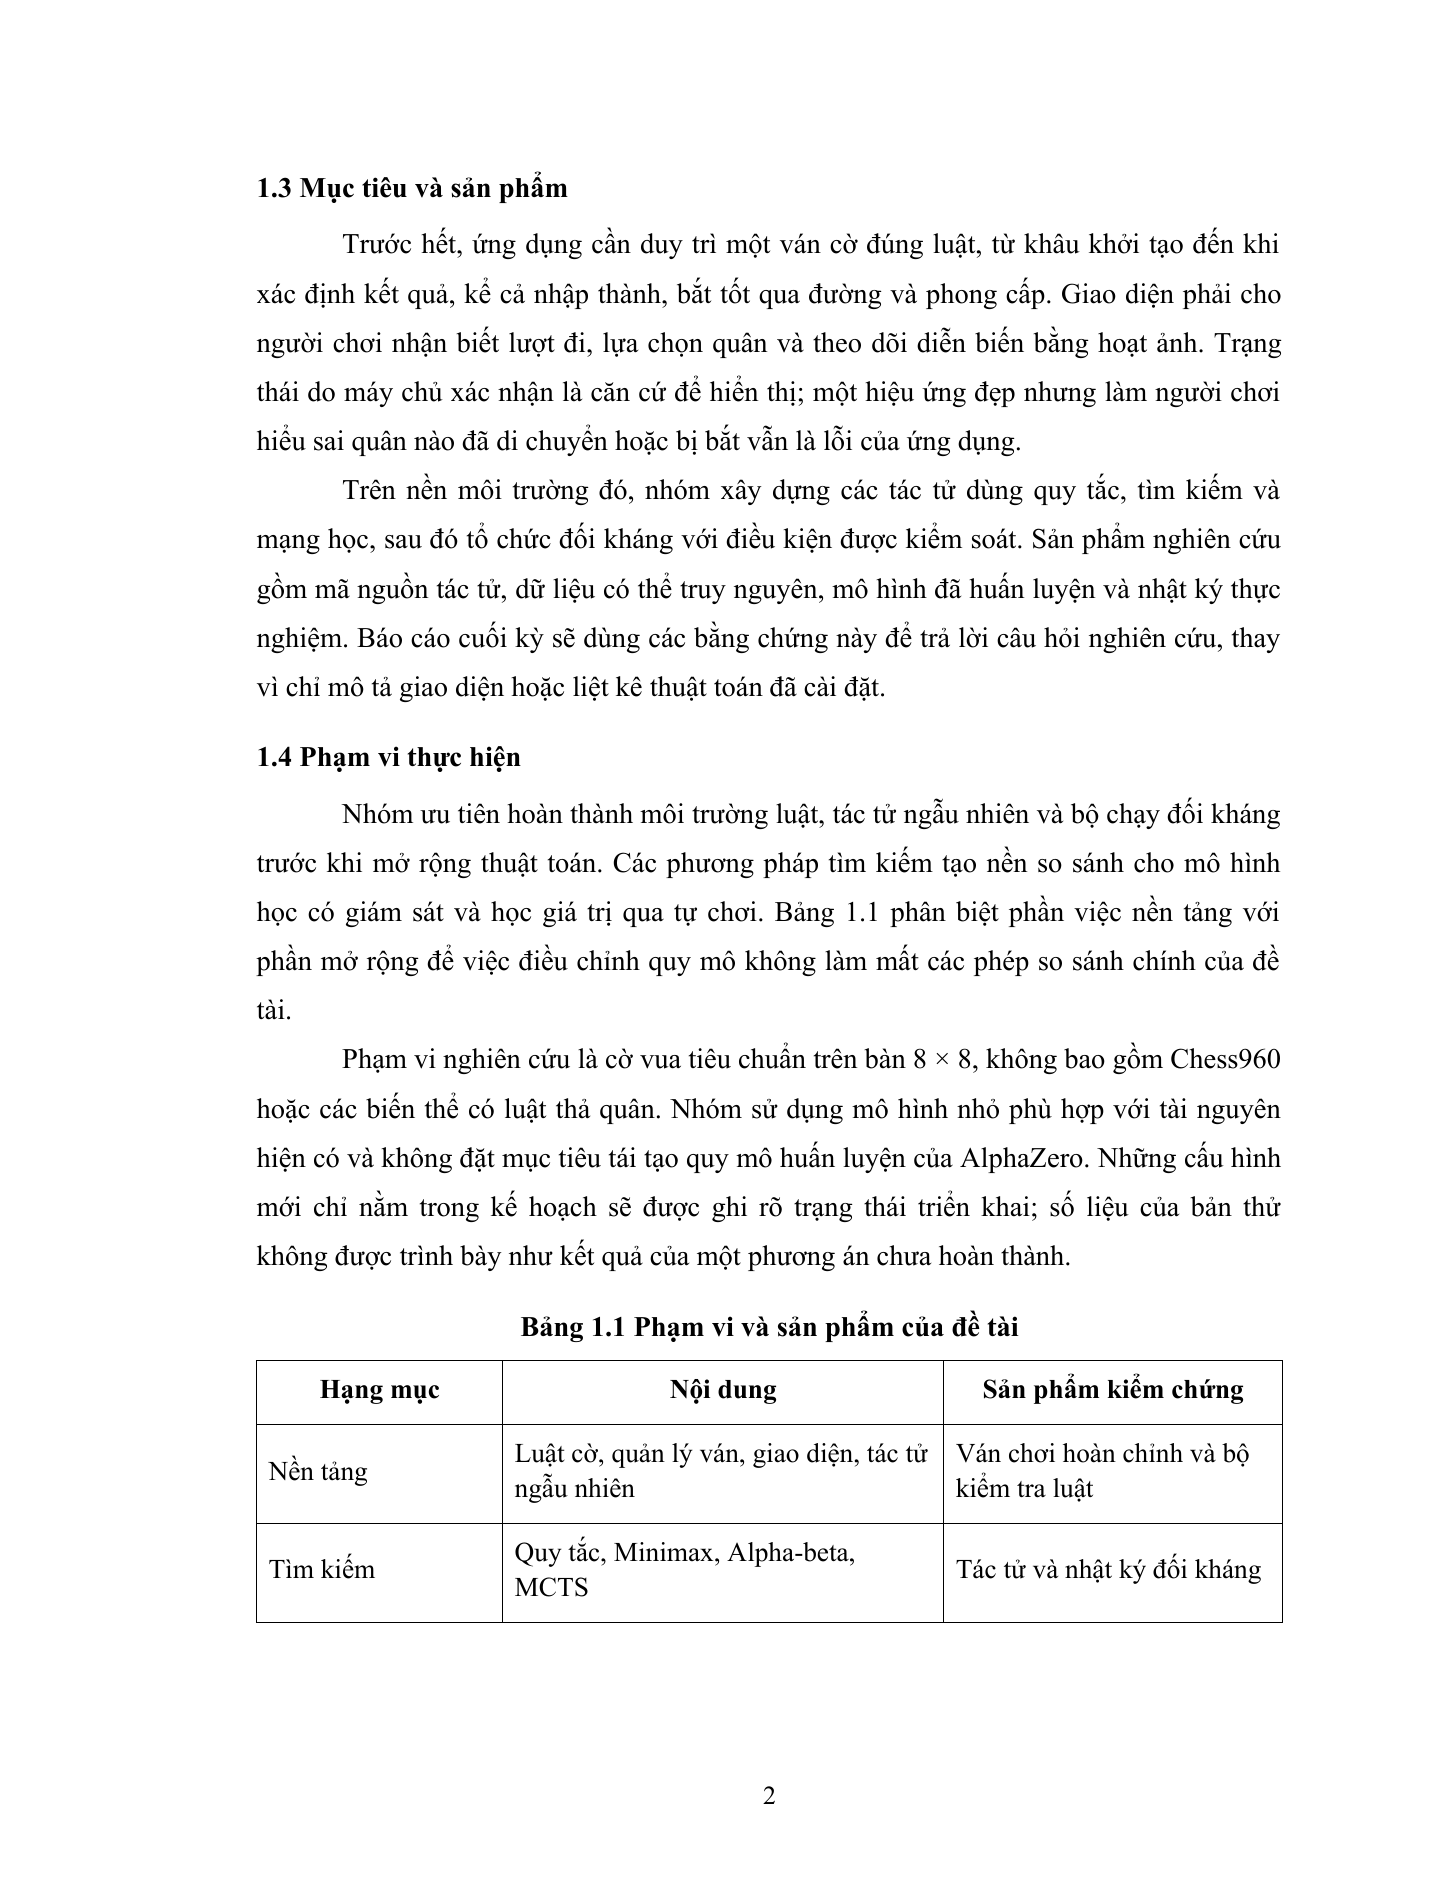 1.3 Mục tiêu và sản phẩm
Trước hết, ứng dụng cần duy trì một ván cờ đúng luật, từ khâu khởi tạo đến khi
xác định kết quả, kể cả nhập thành, bắt tốt qua đường và phong cấp. Giao diện phải cho
người chơi nhận biết lượt đi, lựa chọn quân và theo dõi diễn biến bằng hoạt ảnh. Trạng
thái do máy chủ xác nhận là căn cứ để hiển thị; một hiệu ứng đẹp nhưng làm người chơi
hiểu sai quân nào đã di chuyển hoặc bị bắt vẫn là lỗi của ứng dụng.
Trên nền môi trường đó, nhóm xây dựng các tác tử dùng quy tắc, tìm kiếm và
mạng học, sau đó tổ chức đối kháng với điều kiện được kiểm soát. Sản phẩm nghiên cứu
gồm mã nguồn tác tử, dữ liệu có thể truy nguyên, mô hình đã huấn luyện và nhật ký thực
nghiệm. Báo cáo cuối kỳ sẽ dùng các bằng chứng này để trả lời câu hỏi nghiên cứu, thay
vì chỉ mô tả giao diện hoặc liệt kê thuật toán đã cài đặt.
1.4 Phạm vi thực hiện
Nhóm ưu tiên hoàn thành môi trường luật, tác tử ngẫu nhiên và bộ chạy đối kháng
trước khi mở rộng thuật toán. Các phương pháp tìm kiếm tạo nền so sánh cho mô hình
học có giám sát và học giá trị qua tự chơi. Bảng 1.1 phân biệt phần việc nền tảng với
phần mở rộng để việc điều chỉnh quy mô không làm mất các phép so sánh chính của đề
tài.
Phạm vi nghiên cứu là cờ vua tiêu chuẩn trên bàn 8 × 8, không bao gồm Chess960
hoặc các biến thể có luật thả quân. Nhóm sử dụng mô hình nhỏ phù hợp với tài nguyên
hiện có và không đặt mục tiêu tái tạo quy mô huấn luyện của AlphaZero. Những cấu hình
mới chỉ nằm trong kế hoạch sẽ được ghi rõ trạng thái triển khai; số liệu của bản thử
không được trình bày như kết quả của một phương án chưa hoàn thành.
Bảng 1.1 Phạm vi và sản phẩm của đề tài
Hạng mục
Nội dung
Sản phẩm kiểm chứng
Nền tảng
Luật cờ, quản lý ván, giao diện, tác tử
ngẫu nhiên
Ván chơi hoàn chỉnh và bộ
kiểm tra luật
Tìm kiếm
Quy tắc, Minimax, Alpha-beta,
MCTS
Tác tử và nhật ký đối kháng
2